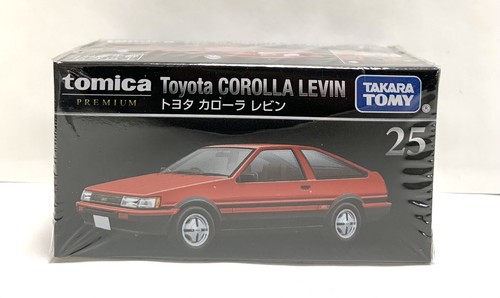 tomica
PREMIUM
Toyota COROLLA LEVIN
トヨタ カローラ レビン
TAKARA
TOMY
®
25